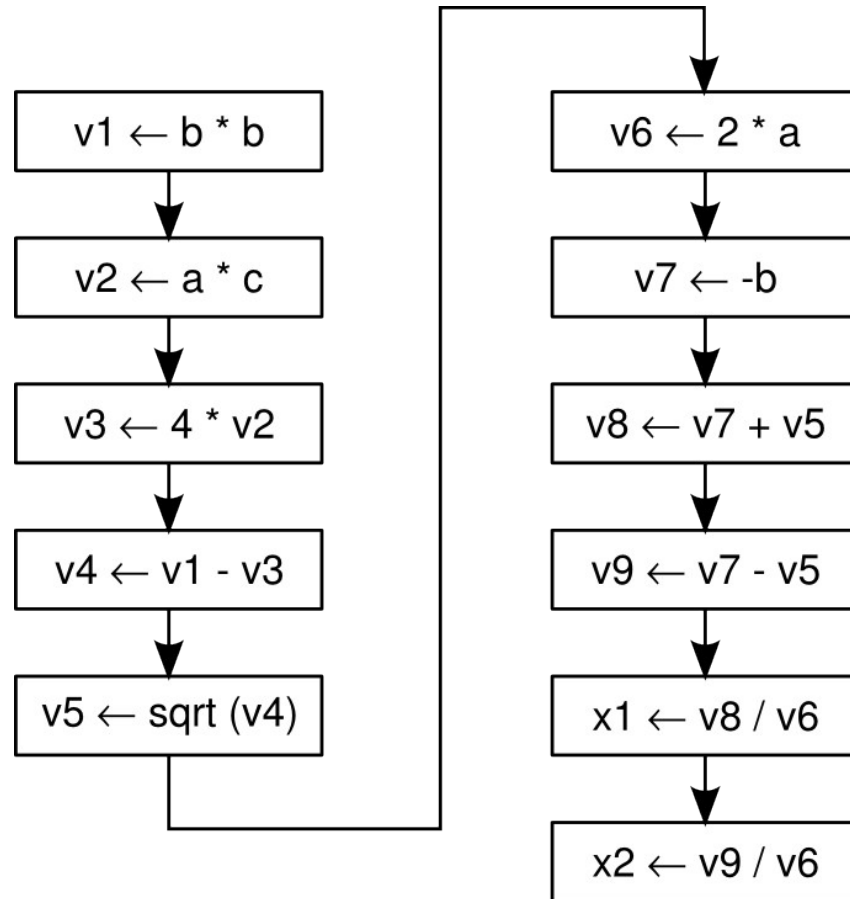 v1 ← b * b
v2 ← a * c
v3 ← 4 * v2
v4 ← v1 - v3
v5 ← sqrt (v4)
v6 ← 2 * a
v7 ← -b
v8 ← v7 + v5
v9 ← v7 - v5
x1 ← v8 / v6
x2 ← v9 / v6